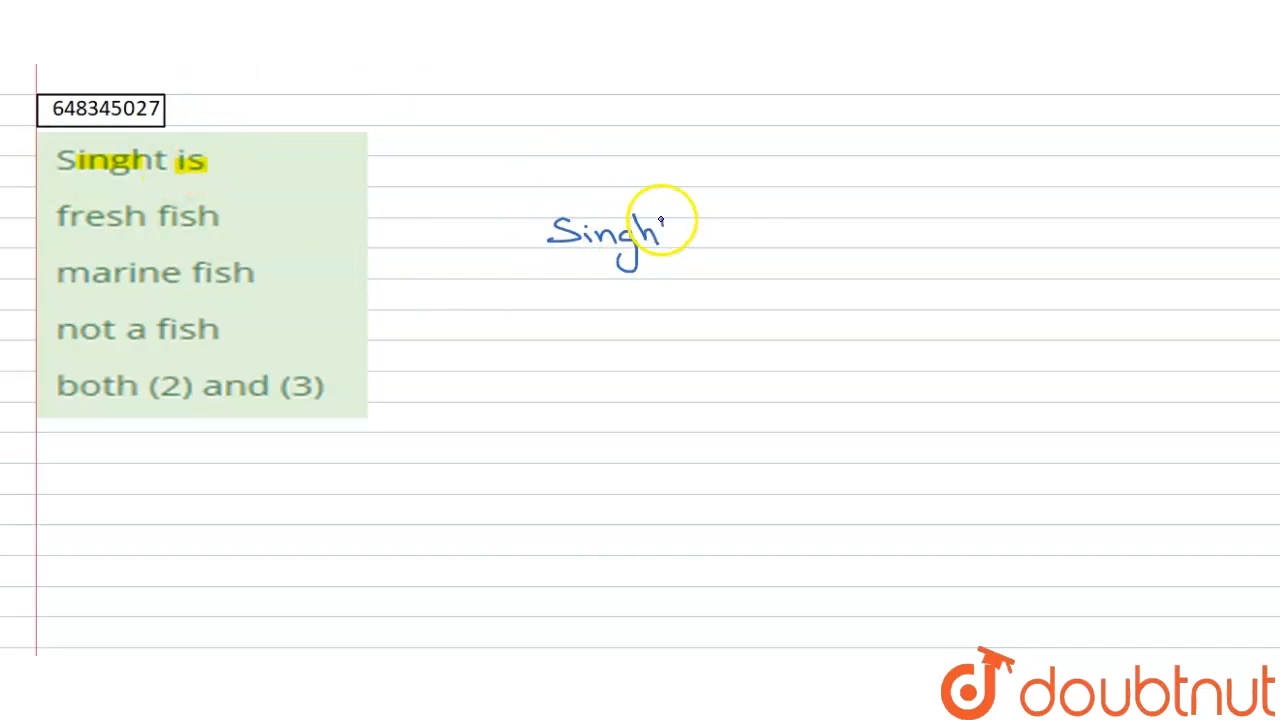 648345027
Singht is
fresh fish
Singh
marine fish
not a fish
both (2) and (3)
doubtnut